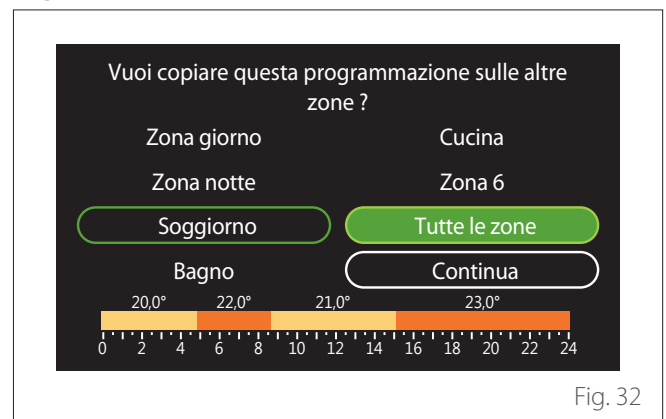 Vuoi copiare questa programmazione sulle altre
zone ?
Zona giorno Cucina
Zona notte Zona 6
Soggiorno Tutte le zone
Bagno Continua
20,0° 22,0° 21,0° 23,0°
0 2 4 6 8 10 12 14 16 18 20 22 24
Fig. 32